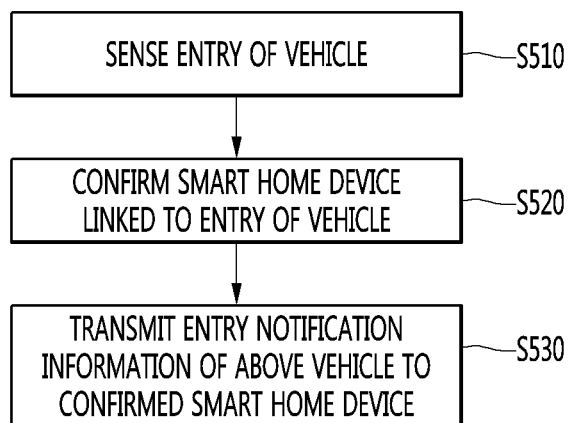 SENSE ENTRY OF VEHICLE
S510
CONFIRM SMART HOME DEVICE
LINKED TO ENTRY OF VEHICLE
S520
TRANSMIT ENTRY NOTIFICATION
INFORMATION OF ABOVE VEHICLE TO
CONFIRMED SMART HOME DEVICE
S530